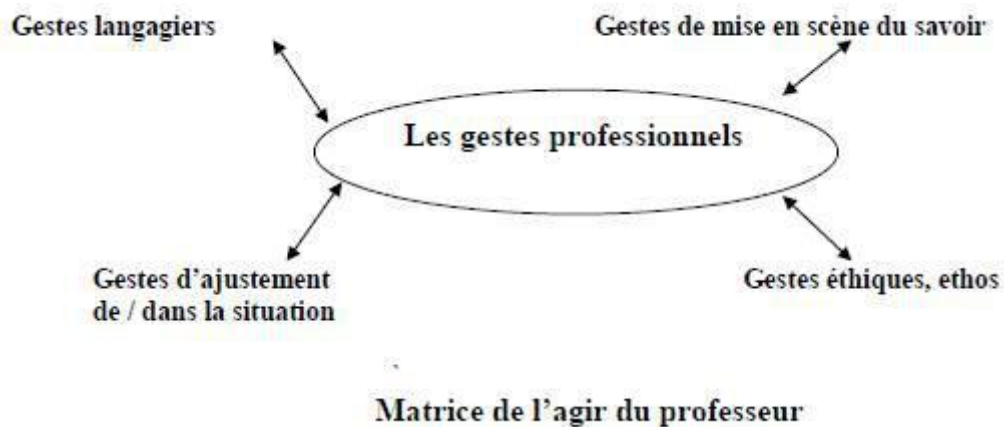 Gestes langagiers
Gestes de mise en scène du savoir
Les gestes professionnels
Gestes d'ajustement
de / dans la situation
Gestes éthiques, ethos
Matrice de l'agir du professeur